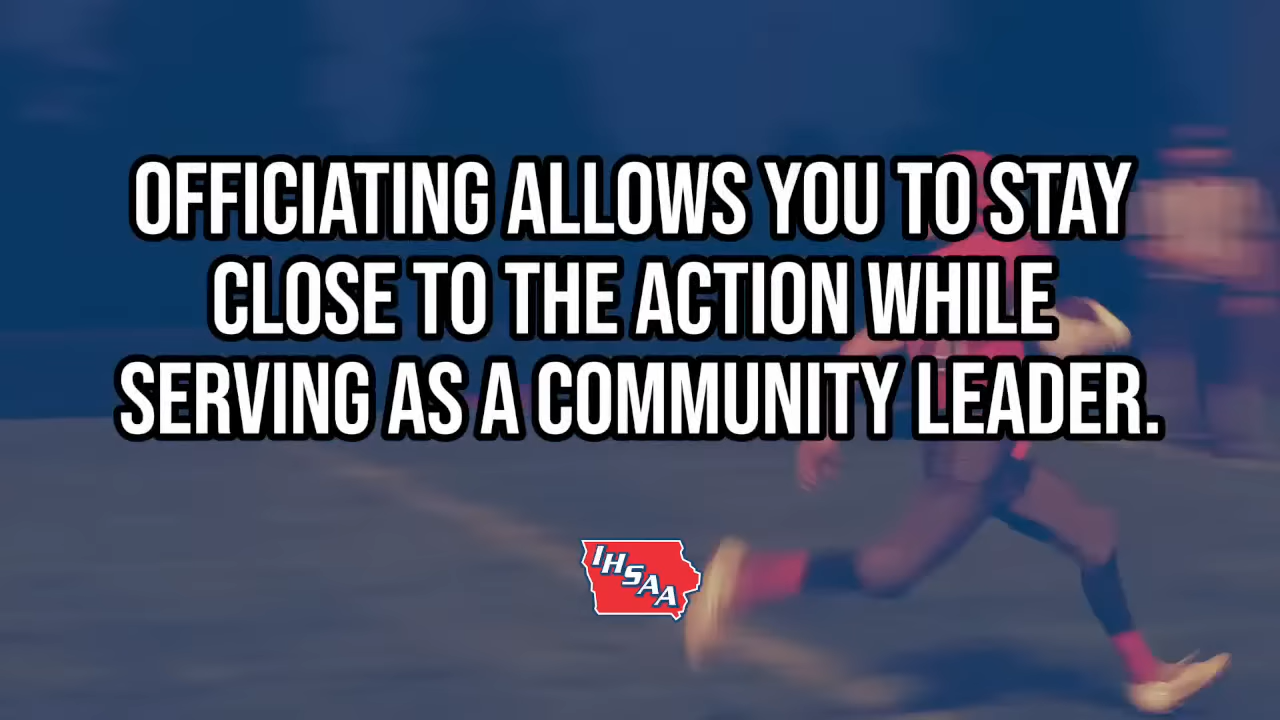 OFFICIATING ALLOWS YOU TO STAY
CLOSE TO THE ACTION WHILE
SERVING AS A COMMUNITY LEADER.
IHSAA